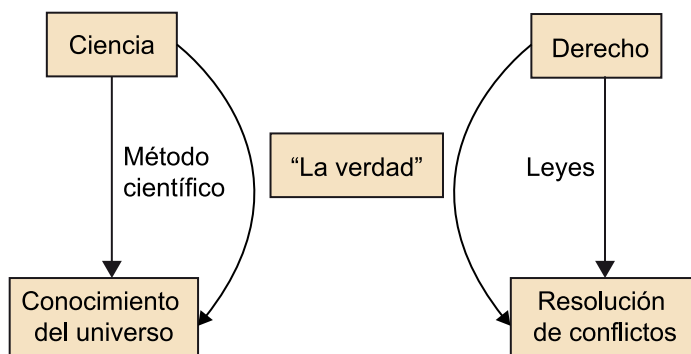 Ciencia
Derecho
Método
científico
“La verdad”
Leyes
Conocimiento
del universo
Resolución
de conflictos